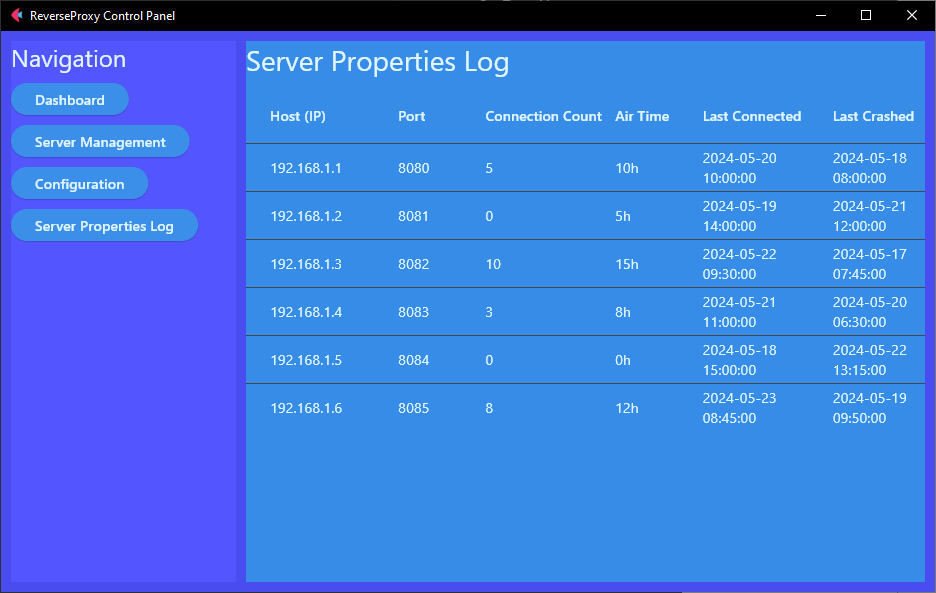 ReverseProxy Control Panel
Navigation
Dashboard
Server Management
Configuration
Server Properties Log
Server Properties Log
Host (IP) Port Connection Count Air Time Last Connected Last Crashed
192.168.1.1 8080 5 10h 2024-05-20 10:00:00 2024-05-18 08:00:00
192.168.1.2 8081 0 5h 2024-05-19 14:00:00 2024-05-21 12:00:00
192.168.1.3 8082 10 15h 2024-05-22 09:30:00 2024-05-17 07:45:00
192.168.1.4 8083 3 8h 2024-05-21 11:00:00 2024-05-20 06:30:00
192.168.1.5 8084 0 0h 2024-05-18 15:00:00 2024-05-22 13:15:00
192.168.1.6 8085 8 12h 2024-05-23 08:45:00 2024-05-19 09:50:00